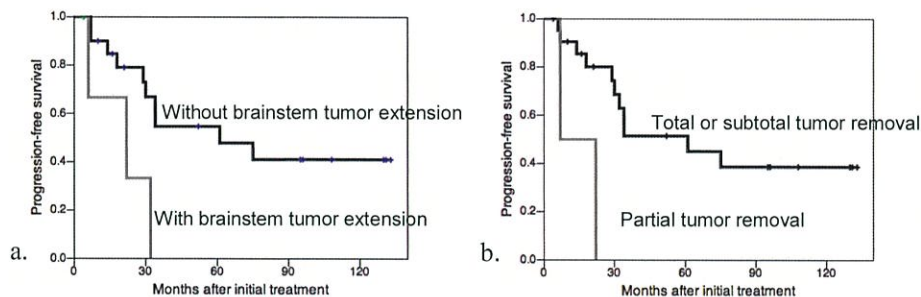 a.
Progression-free survival
1.0
0.8
0.6
0.4
0.2
0.0
Without brainstem tumor extension
With brainstem tumor extension
0 30 60 90 120
Months after initial treatment
b.
Progression-free survival
1.0
0.8
0.6
0.4
0.2
0.0
Total or subtotal tumor removal
Partial tumor removal
0 30 60 90 120
Months after initial treatment